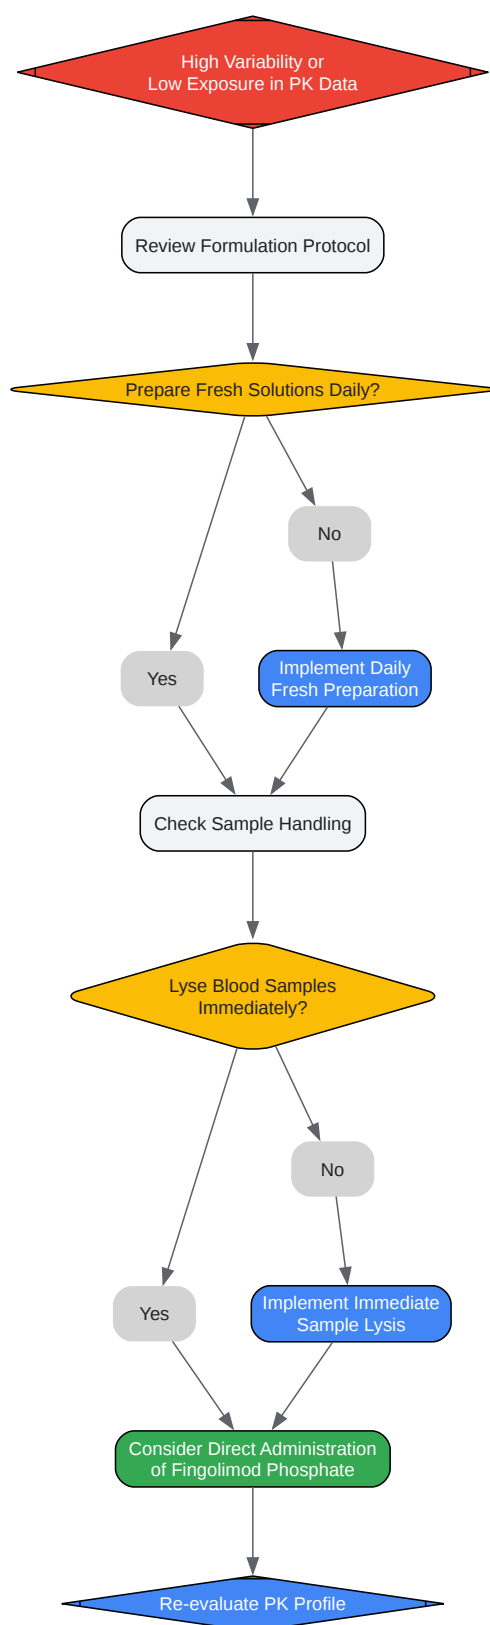 High Variability or
Low Exposure in PK Data
Review Formulation Protocol
Prepare Fresh Solutions Daily?
No
Yes
Implement Daily
Fresh Preparation
Check Sample Handling
Lyse Blood Samples
Immediately?
No
Yes
Implement Immediate
Sample Lysis
Consider Direct Administration
of Fingolimod Phosphate
Re-evaluate PK Profile